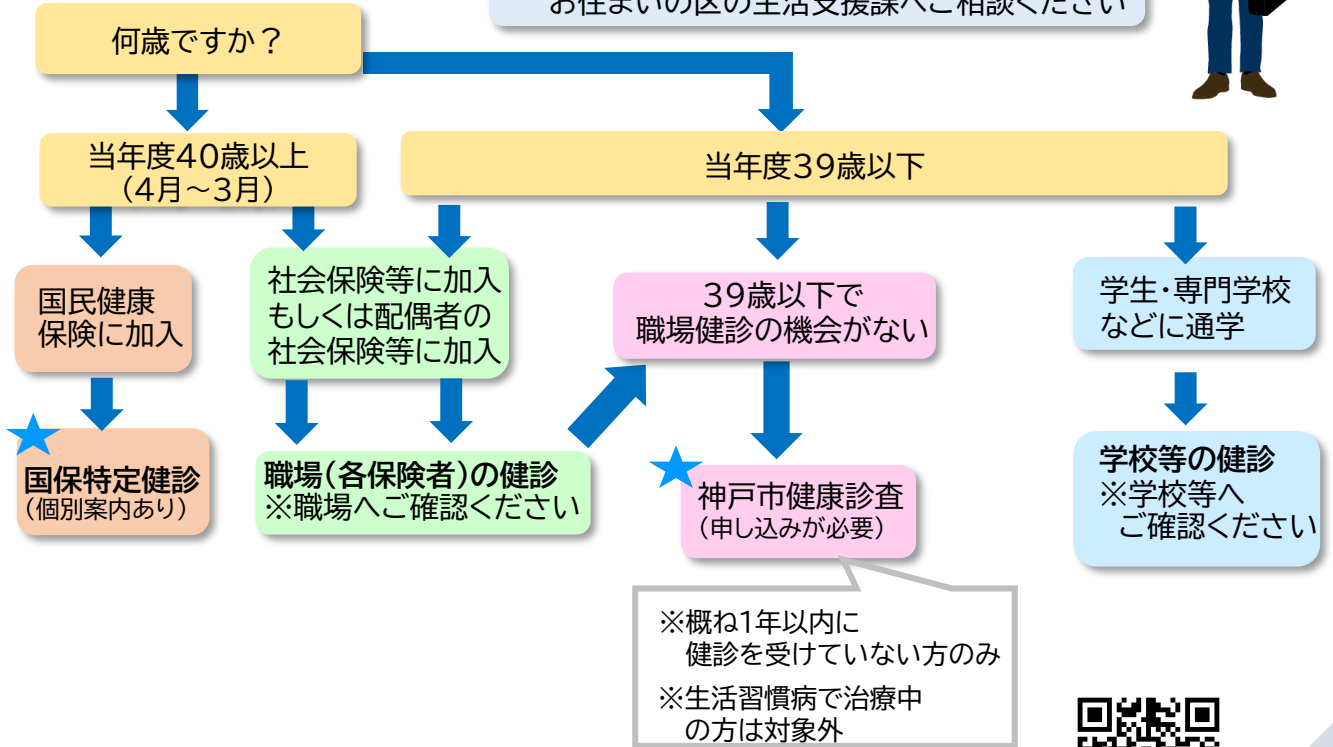 お住まいの区の生活支援課へご相談ください
何歳ですか？
当年度40歳以上
（4月～3月）
当年度39歳以下
国民健康
保険に加入
社会保険等に加入
もしくは配偶者の
社会保険等に加入
39歳以下で
職場健診の機会がない
学生・専門学校
などに通学
国保特定健診
（個別案内あり）
職場（各保険者）の健診
※職場へご確認ください
神戸市健康診査
（申し込みが必要）
学校等の健診
※学校等へ
ご確認ください
※概ね1年以内に
健診を受けていない方のみ
※生活習慣病で治療中
の方は対象外